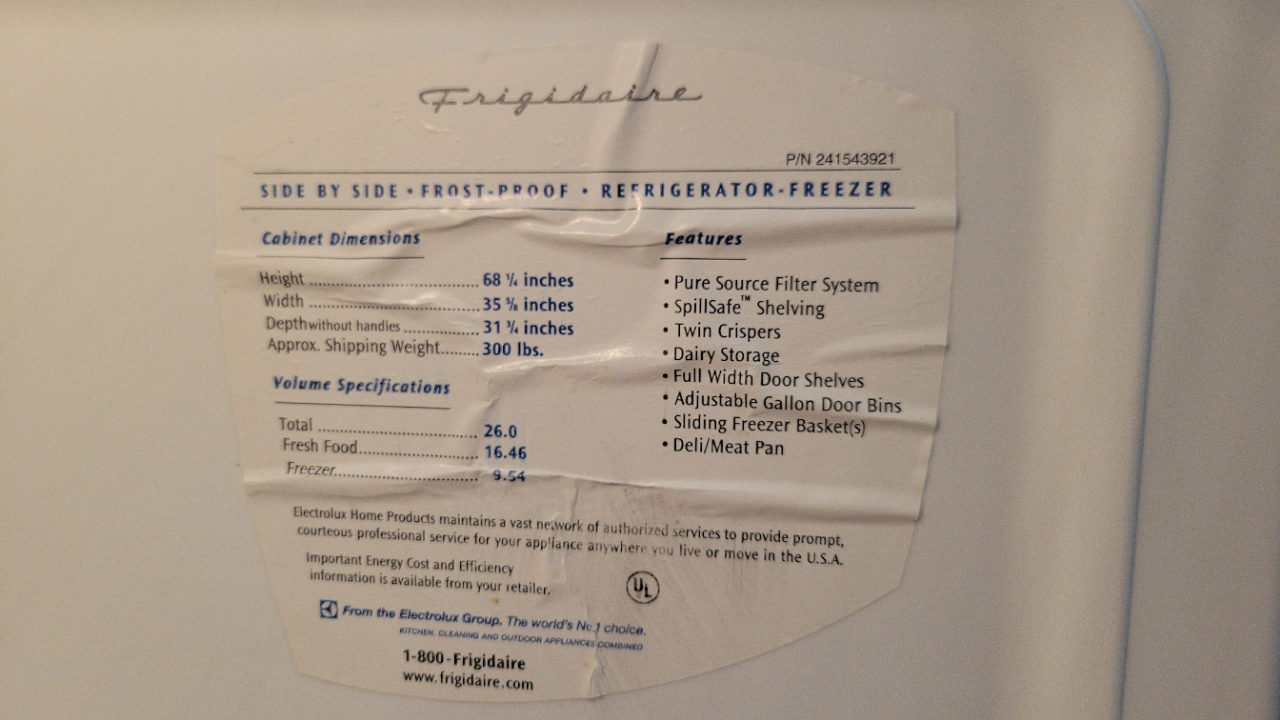 Frigidaire
P/N 241543921
SIDE BY SIDE • FROST-PROOF • REFRIGERATOR-FREEZER
Cabinet Dimensions
Height ........................................ 68 ¼ inches
Width ........................................ 35 ⅝ inches
Depth without handles .................. 31 ¾ inches
Approx. Shipping Weight......... 300 lbs.
Volume Specifications
Total ...................................... 26.0
Fresh Food............................. 16.46
Freezer................................... 9.54
Features
• Pure Source Filter System
• SpillSafe™ Shelving
• Twin Crispers
• Dairy Storage
• Full Width Door Shelves
• Adjustable Gallon Door Bins
• Sliding Freezer Basket(s)
• Deli/Meat Pan
Electrolux Home Products maintains a vast network of authorized services to provide prompt,
courteous professional service for your appliance anywhere you live or move in the U.S.A.
Important Energy Cost and Efficiency
information is available from your retailer.
UL
From the Electrolux Group. The world's No.1 choice.
KITCHEN, CLEANING AND OUTDOOR APPLIANCES COMBINED
1-800-Frigidaire
www.frigidaire.com